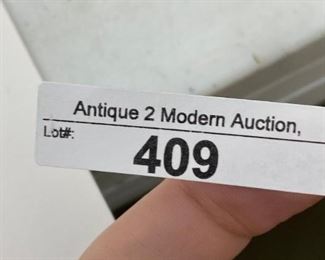 Antique 2 Modern Auction,
Lot#:
409